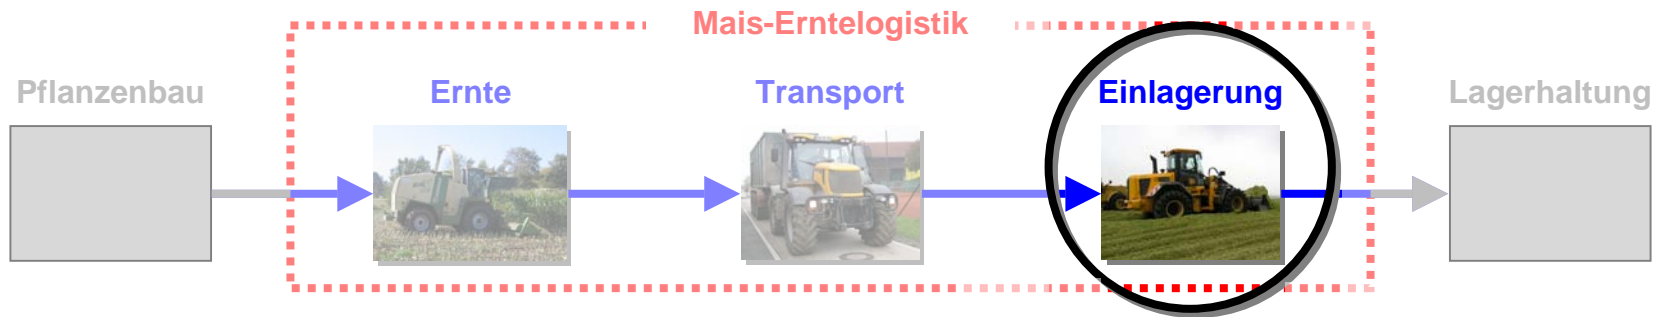 Mais-Erntelogistik
Pflanzenbau
Ernte
Transport
Einlagerung
Lagerhaltung